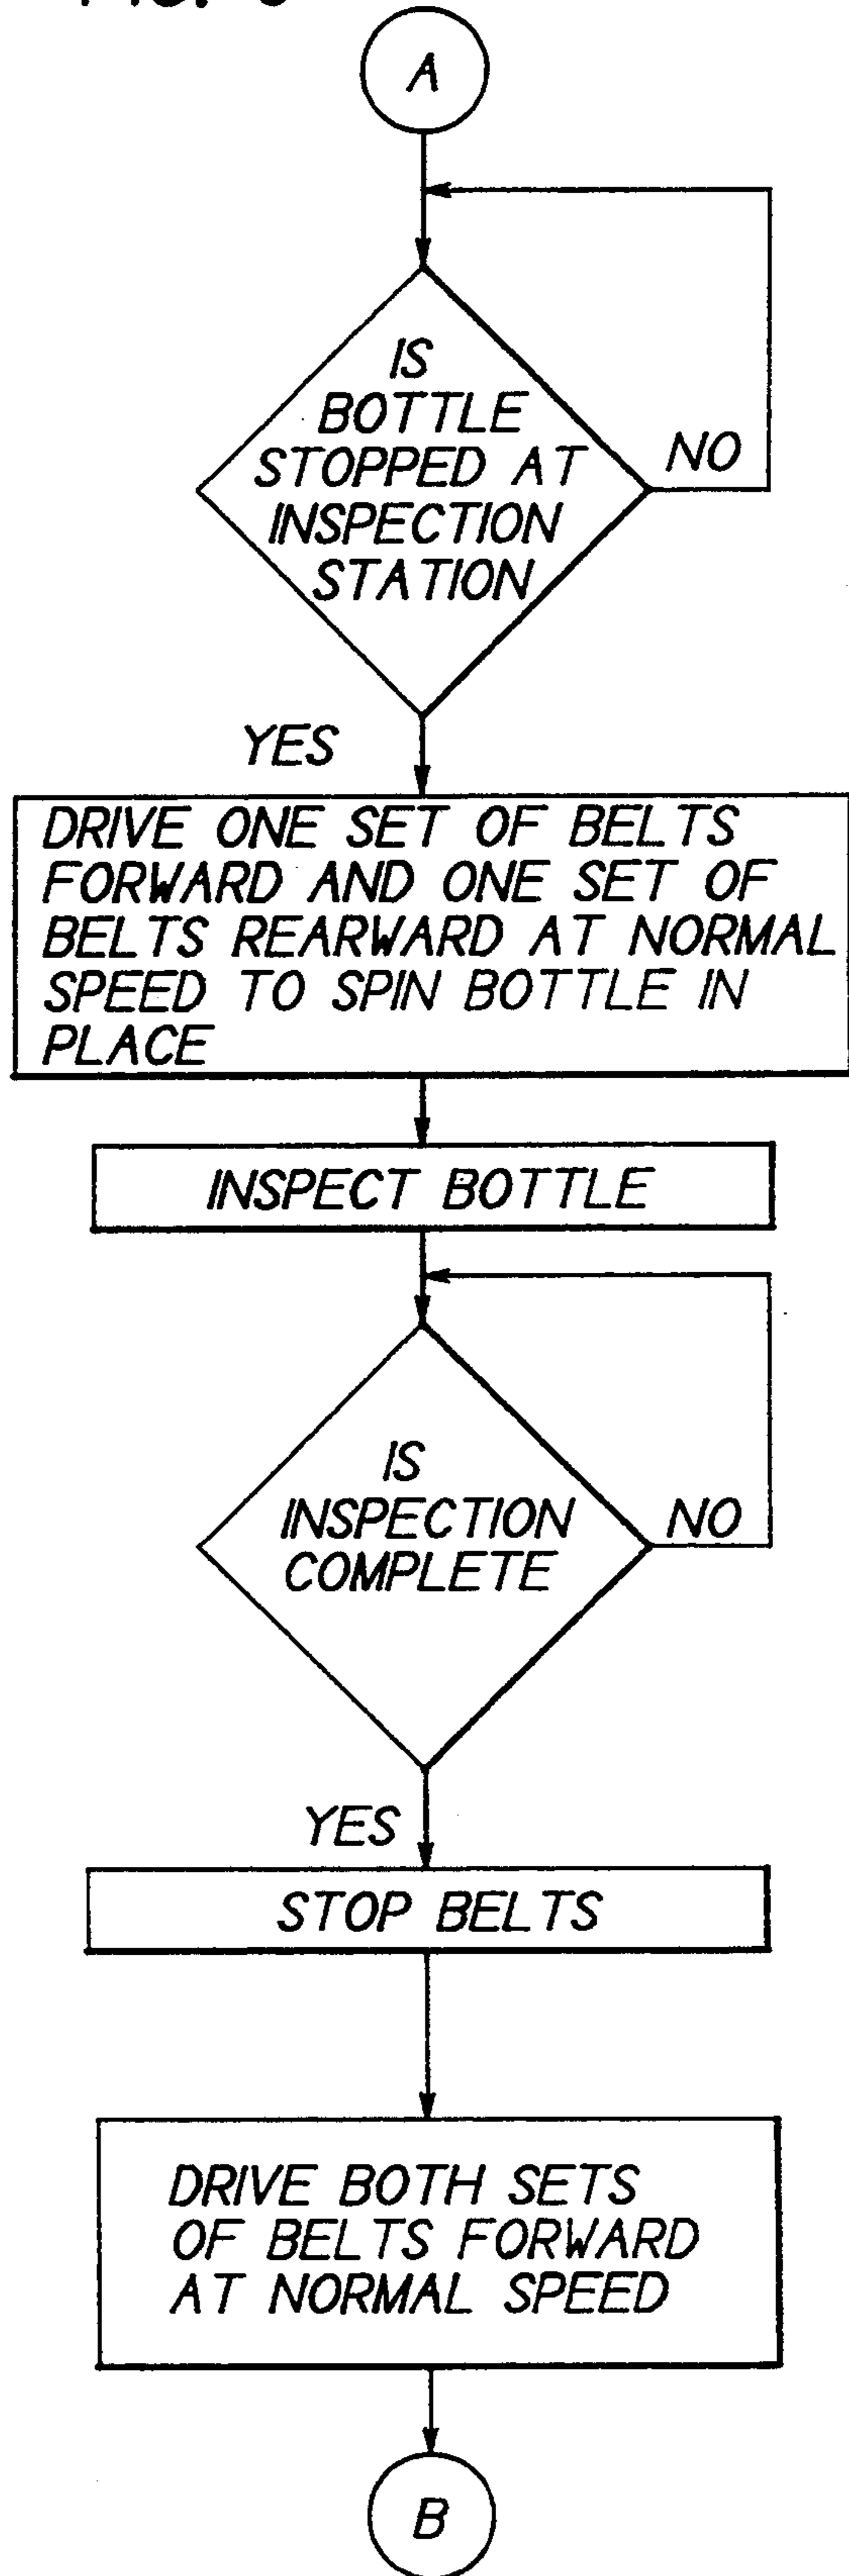 A
IS
BOTTLE
STOPPED AT
INSPECTION
STATION
NO
YES
DRIVE ONE SET OF BELTS
FORWARD AND ONE SET OF
BELTS REARWARD AT NORMAL
SPEED TO SPIN BOTTLE IN
PLACE
INSPECT BOTTLE
IS
INSPECTION
COMPLETE
NO
YES
STOP BELTS
DRIVE BOTH SETS
OF BELTS FORWARD
AT NORMAL SPEED
B